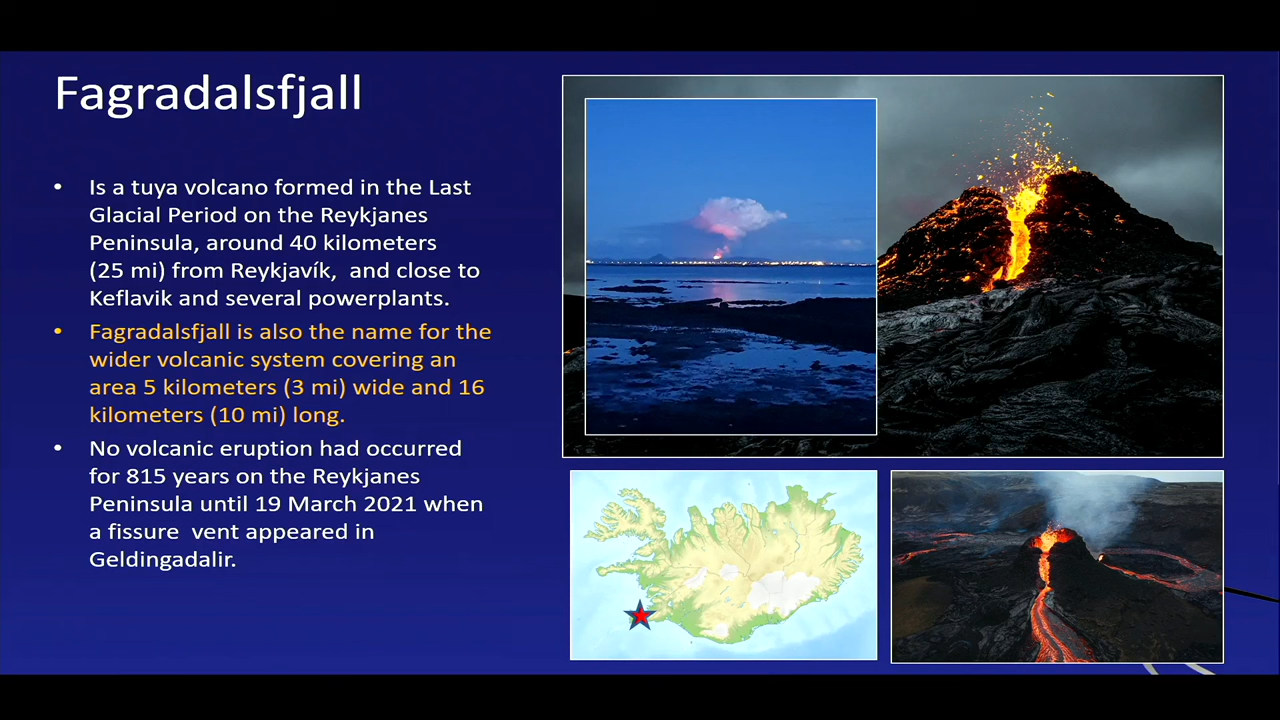 Fagradalsfjall
• Is a tuya volcano formed in the Last
Glacial Period on the Reykjanes
Peninsula, around 40 kilometers
(25 mi) from Reykjavík,  and close to
Keflavik and several powerplants.
• Fagradalsfjall is also the name for the
wider volcanic system covering an
area 5 kilometers (3 mi) wide and 16
kilometers (10 mi) long.
• No volcanic eruption had occurred
for 815 years on the Reykjanes
Peninsula until 19 March 2021 when
a fissure  vent appeared in
Geldingadalir.